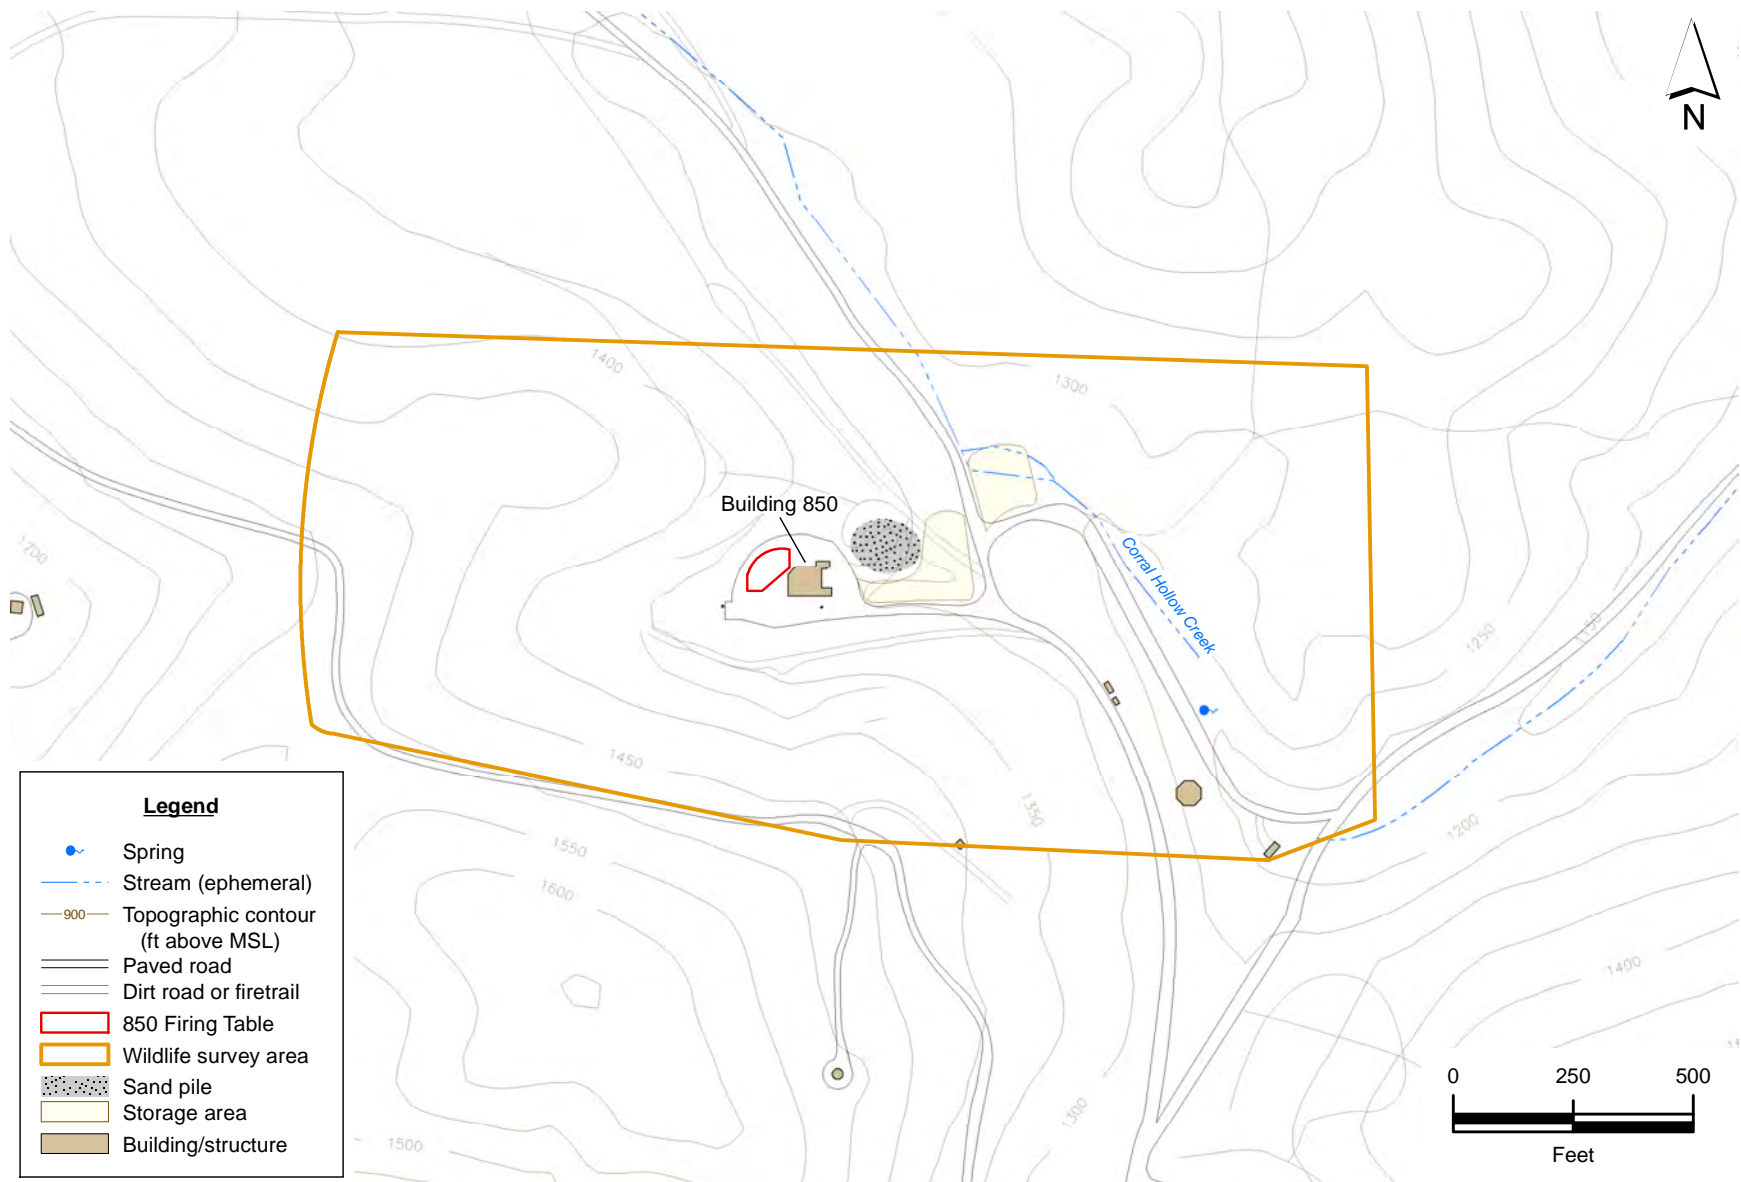 N
1400
1300
Building 850
Corral Hollow Creek
1700
1250
1150
1450
1350
1200
1550
1600
1400
1300
1500
Legend
Spring
Stream (ephemeral)
900
Topographic contour
(ft above MSL)
Paved road
Dirt road or firetrail
850 Firing Table
Wildlife survey area
Sand pile
Storage area
Building/structure
0 250 500
Feet